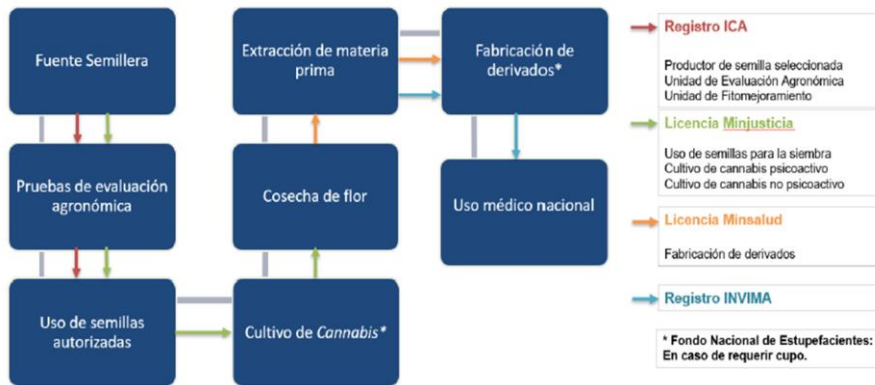 Fuente Semillera
Pruebas de evaluación
agronómica
Uso de semillas
autorizadas
Extracción de materia
prima
Cosecha de flor
Cultivo de Cannabis*
Fabricación de
derivados*
Uso médico nacional
Registro ICA
Productor de semilla seleccionada
Unidad de Evaluación Agronómica
Unidad de Fitomejoramiento
Licencia Minjusticia
Uso de semillas para la siembra
Cultivo de cannabis psicoactivo
Cultivo de cannabis no psicoactivo
Licencia Minsalud
Fabricación de derivados
Registro INVIMA
* Fondo Nacional de Estupefacientes:
En caso de requerir cupo.